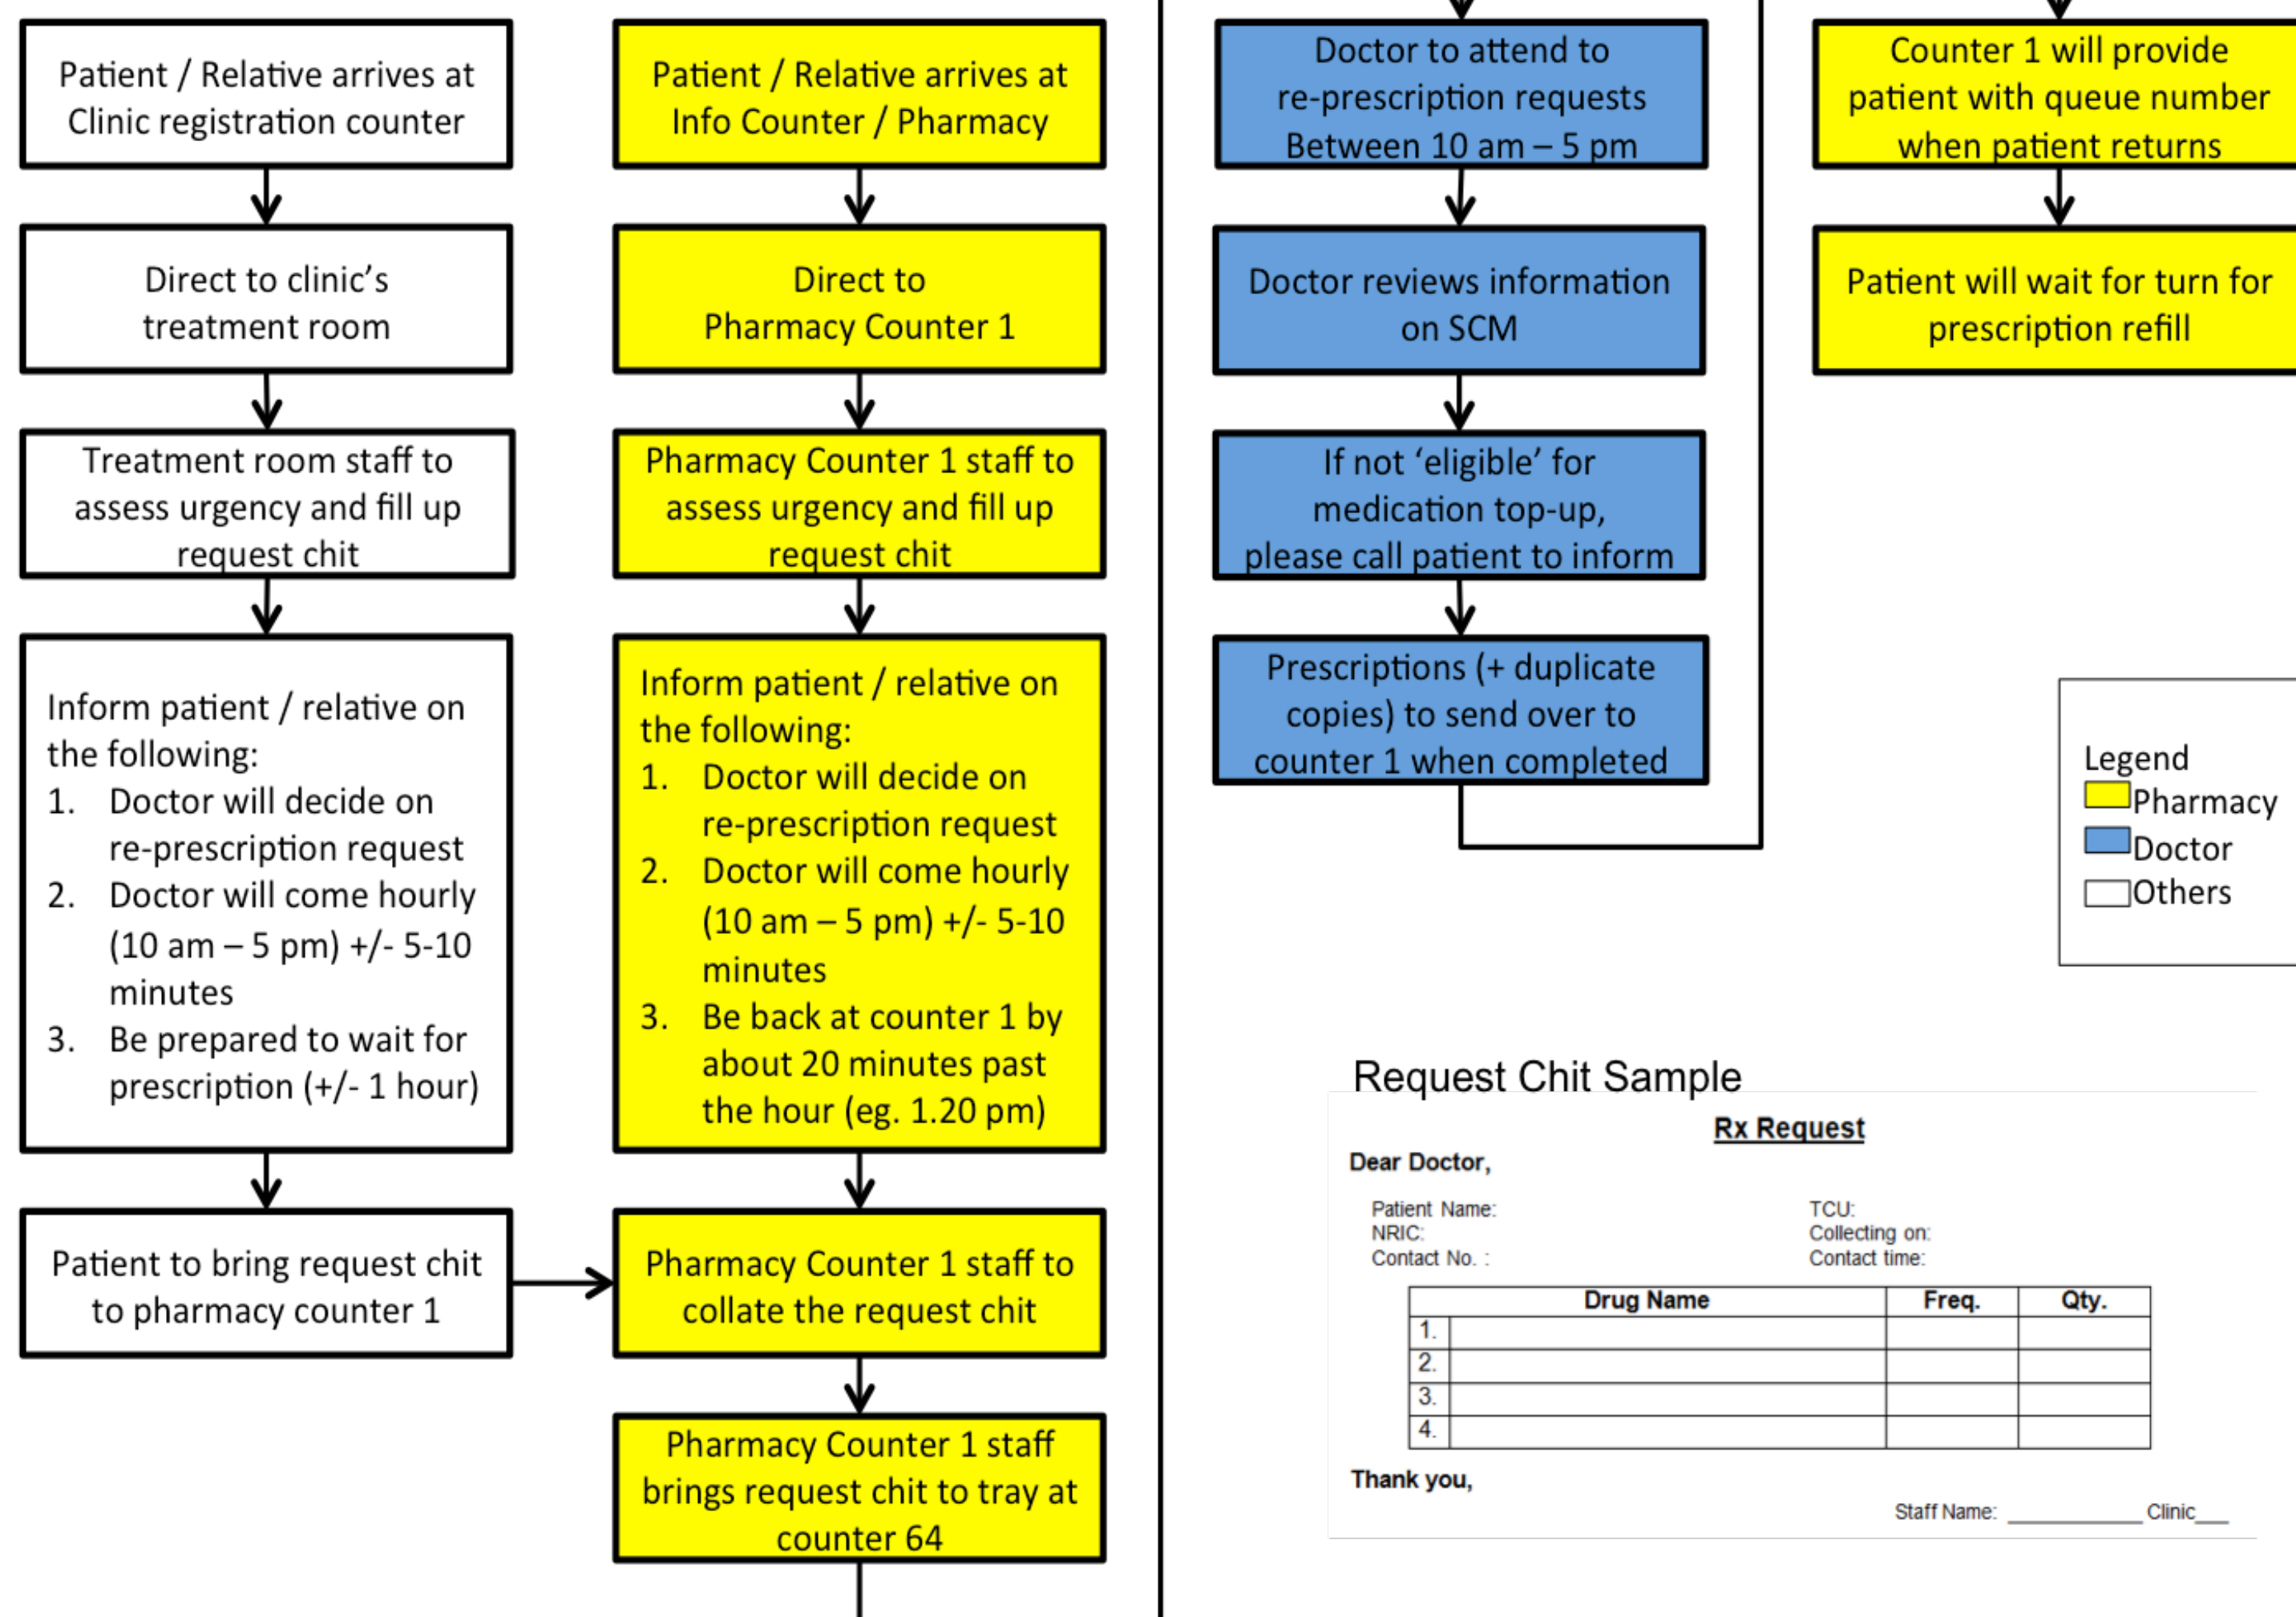 Patient / Relative arrives at
Clinic registration counter
Direct to clinic’s
treatment room
Treatment room staff to
assess urgency and fill up
request chit
Inform patient / relative on
the following:
1. Doctor will decide on
re-prescription request
2. Doctor will come hourly
(10 am – 5 pm) +/- 5-10
minutes
3. Be prepared to wait for
prescription (+/- 1 hour)
Patient to bring request chit
to pharmacy counter 1
Patient / Relative arrives at
Info Counter / Pharmacy
Direct to
Pharmacy Counter 1
Pharmacy Counter 1 staff to
assess urgency and fill up
request chit
Inform patient / relative on
the following:
1. Doctor will decide on
re-prescription request
2. Doctor will come hourly
(10 am – 5 pm) +/- 5-10
minutes
3. Be back at counter 1 by
about 20 minutes past
the hour (eg. 1.20 pm)
Pharmacy Counter 1 staff to
collate the request chit
Pharmacy Counter 1 staff
brings request chit to tray at
counter 64
Doctor to attend to
re-prescription requests
Between 10 am – 5 pm
Doctor reviews information
on SCM
If not ‘eligible’ for
medication top-up,
please call patient to inform
Prescriptions (+ duplicate
copies) to send over to
counter 1 when completed
Counter 1 will provide
patient with queue number
when patient returns
Patient will wait for turn for
prescription refill
Legend
Pharmacy
Doctor
Others
Request Chit Sample
Rx Request
Dear Doctor,
Patient Name: TCU:
NRIC: Collecting on:
Contact No. : Contact time:
Drug Name Freq. Qty.
1.
2.
3.
4.
Thank you,
Staff Name: ____________ Clinic___